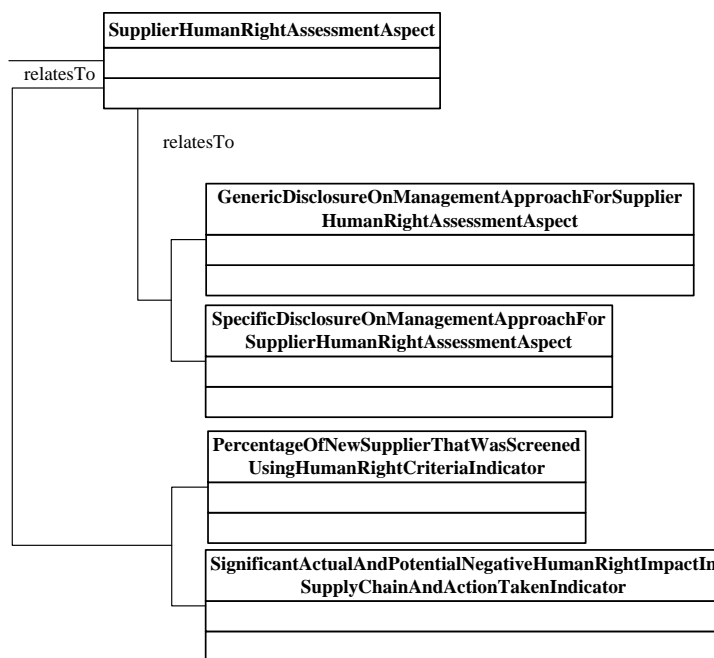 SupplierHumanRightAssessmentAspect
relatesTo
relatesTo
GenericDisclosureOnManagementApproachForSupplier
HumanRightAssessmentAspect
SpecificDisclosureOnManagementApproachFor
SupplierHumanRightAssessmentAspect
PercentageOfNewSupplierThatWasScreened
UsingHumanRightCriteriaIndicator
SignificantActualAndPotentialNegativeHumanRightImpactIn
SupplyChainAndActionTakenIndicator